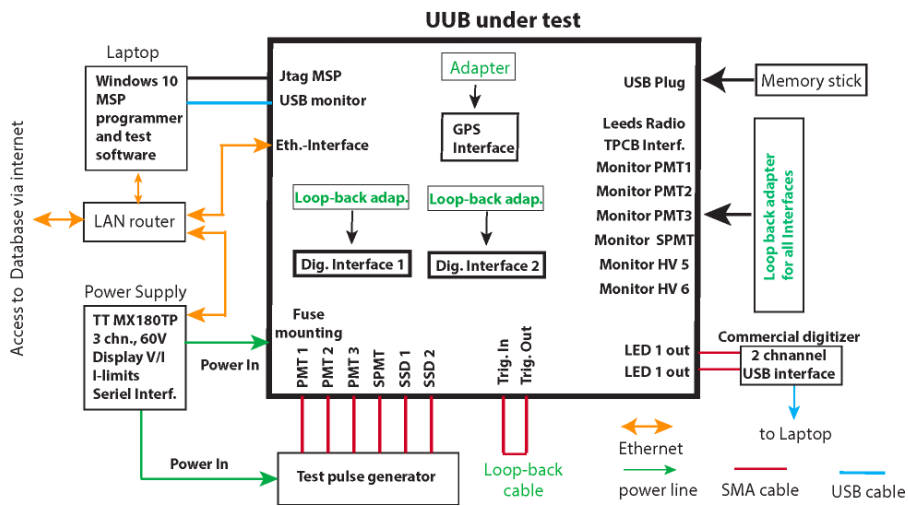 UUB under test
Laptop
Windows 10
MSP
programmer
and test
software
Jtag MSP
USB monitor
Eth.-Interface
Adapter
GPS
Interface
USB Plug
Memory stick
Leeds Radio
TPCB Interf.
Monitor PMT1
Monitor PMT2
Monitor PMT3
Monitor SPMT
Monitor HV 5
Monitor HV 6
Loop back adapter
for all Interfaces
Access to Database via internet
LAN router
Loop-back adap.
Loop-back adap.
Dig. Interface 1
Dig. Interface 2
Power Supply
TT MX180TP
3 chn., 60V
Display V/I
I-limits
Seriel Interf.
Power In
Fuse
mounting
PMT 1
PMT 2
PMT 3
SPMT
SSD 1
SSD 2
Trig. In
Trig. Out
LED 1 out
LED 1 out
Commercial digitizer
2 chnannel
USB interface
to Laptop
Power In
Test pulse generator
Loop-back
cable
Ethernet
power line
SMA cable
USB cable